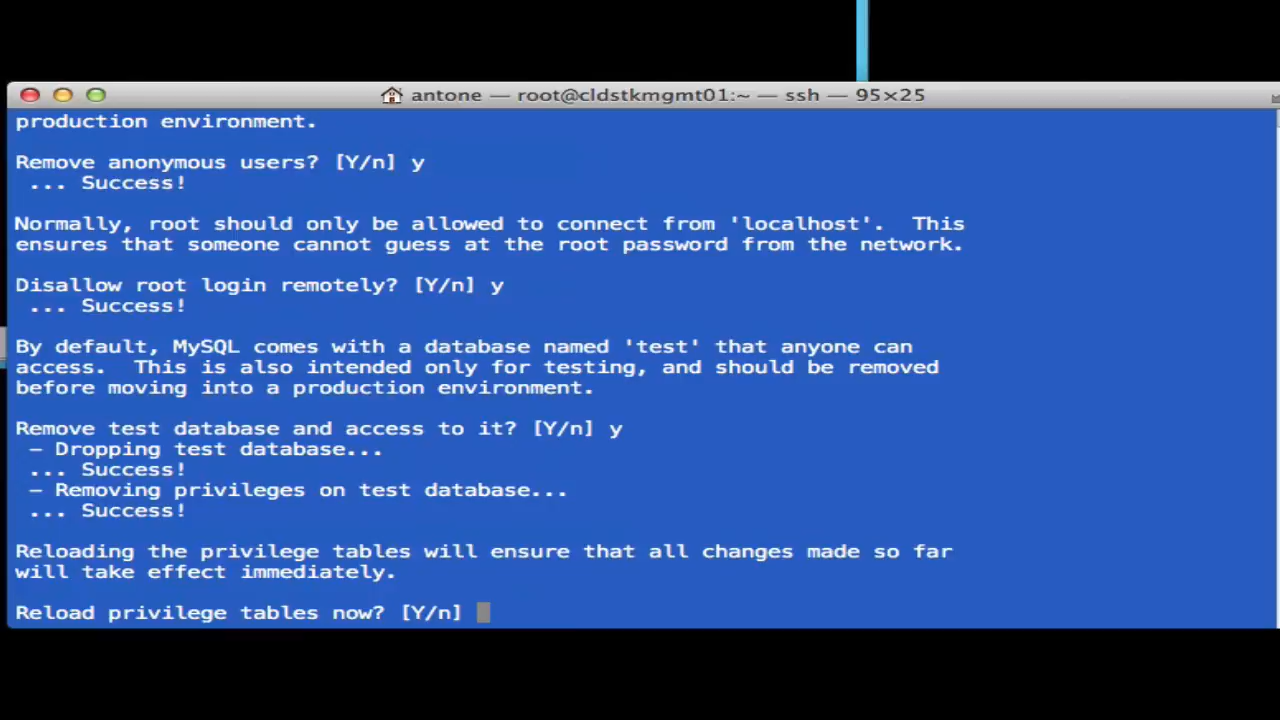 antone — root@cldstkmgmt01:~ — ssh — 95×25
production environment.
Remove anonymous users? [Y/n] y
... Success!
Normally, root should only be allowed to connect from 'localhost'.  This
ensures that someone cannot guess at the root password from the network.
Disallow root login remotely? [Y/n] y
... Success!
By default, MySQL comes with a database named 'test' that anyone can
access.  This is also intended only for testing, and should be removed
before moving into a production environment.
Remove test database and access to it? [Y/n] y
– Dropping test database...
... Success!
– Removing privileges on test database...
... Success!
Reloading the privilege tables will ensure that all changes made so far
will take effect immediately.
Reload privilege tables now? [Y/n]